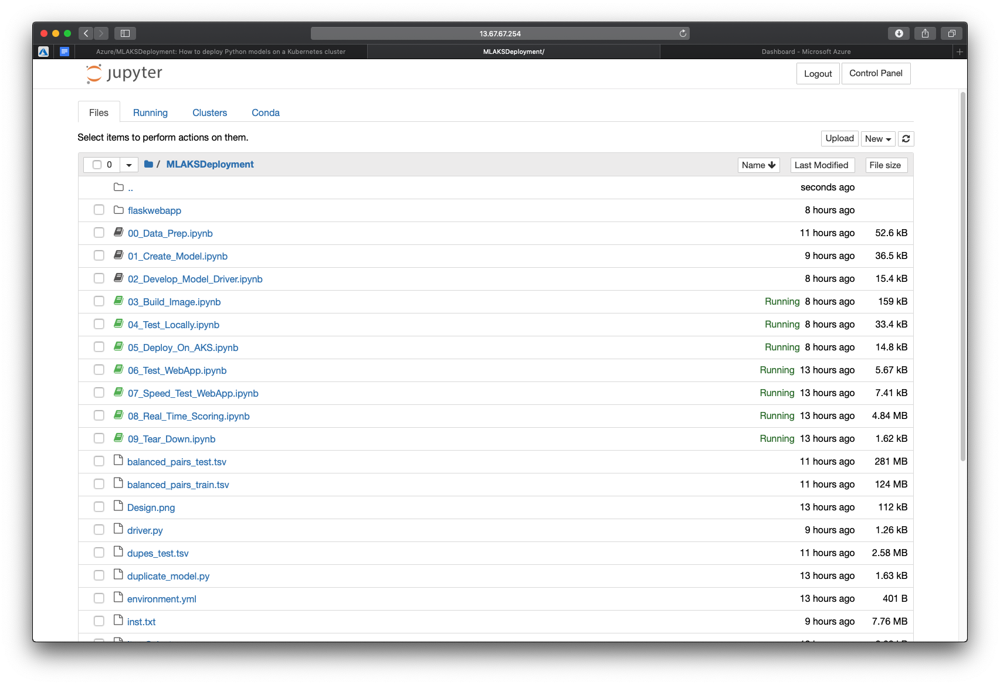 13.67.67.254
Azure/MLAKSDeployment: How to deploy Python models on a Kubernetes cluster
MLAKSDeployment/
Dashboard - Microsoft Azure
jupyter
Logout
Control Panel
Files
Running
Clusters
Conda
Select items to perform actions on them.
Upload
New
0
/ MLAKSDeployment
Name
Last Modified
File size
.. seconds ago
flaskwebapp 8 hours ago
00_Data_Prep.ipynb 11 hours ago 52.6 kB
01_Create_Model.ipynb 9 hours ago 36.5 kB
02_Develop_Model_Driver.ipynb 8 hours ago 15.4 kB
03_Build_Image.ipynb Running 8 hours ago 159 kB
04_Test_Locally.ipynb Running 8 hours ago 33.4 kB
05_Deploy_On_AKS.ipynb Running 8 hours ago 14.8 kB
06_Test_WebApp.ipynb Running 13 hours ago 5.67 kB
07_Speed_Test_WebApp.ipynb Running 13 hours ago 7.41 kB
08_Real_Time_Scoring.ipynb Running 13 hours ago 4.84 MB
09_Tear_Down.ipynb Running 13 hours ago 1.62 kB
balanced_pairs_test.tsv 11 hours ago 281 MB
balanced_pairs_train.tsv 11 hours ago 124 MB
Design.png 13 hours ago 112 kB
driver.py 9 hours ago 1.26 kB
dupes_test.tsv 11 hours ago 2.58 MB
duplicate_model.py 13 hours ago 1.63 kB
environment.yml 13 hours ago 401 B
inst.txt 9 hours ago 7.76 MB